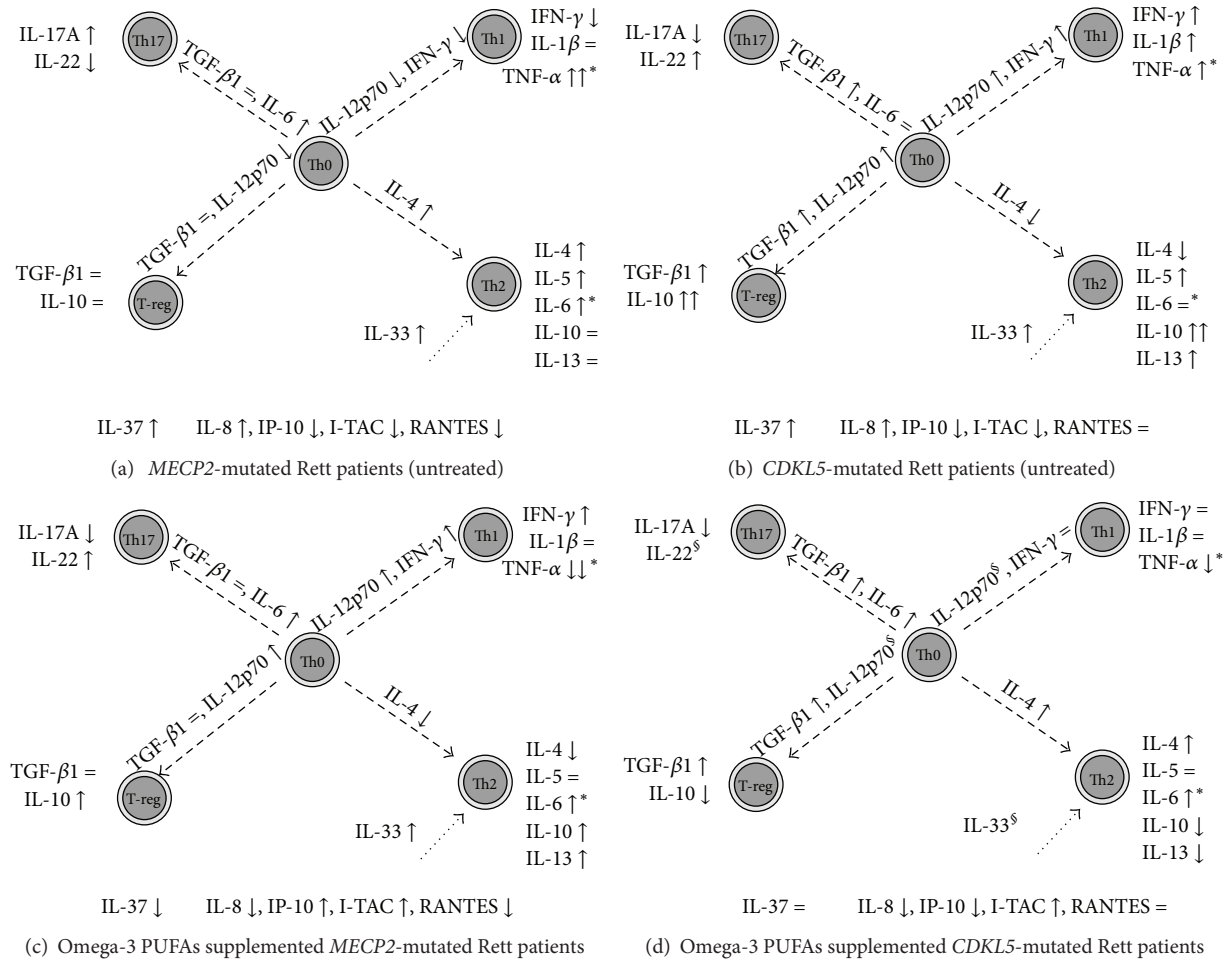 IL-17A ↑
IL-22 ↓
Th17
TGF-β1 =, IL-6 ↑
IL-12p70 ↓, IFN-γ ↓
Th1
IFN-γ ↓
IL-1β =
TNF-α ↑↑*
Th0
TGF-β1 =, IL-12p70 ↓
IL-4 ↑
TGF-β1 =
IL-10 =
T-reg
Th2
IL-4 ↑
IL-5 ↑
IL-6 ↑*
IL-10 =
IL-13 =
IL-33 ↑
IL-37 ↑ IL-8 ↑, IP-10 ↓, I-TAC ↓, RANTES ↓
(a) MECP2-mutated Rett patients (untreated)
IL-17A ↓
IL-22 ↑
Th17
TGF-β1 ↑, IL-6 =
IL-12p70 ↑, IFN-γ ↑
Th1
IFN-γ ↑
IL-1β ↑
TNF-α ↑*
Th0
TGF-β1 ↑, IL-12p70 ↑
IL-4 ↓
TGF-β1 ↑
IL-10 ↑↑
T-reg
Th2
IL-4 ↓
IL-5 ↑
IL-6 =*
IL-10 ↑↑
IL-13 ↑
IL-33 ↑
IL-37 ↑ IL-8 ↑, IP-10 ↓, I-TAC ↓, RANTES =
(b) CDKL5-mutated Rett patients (untreated)
IL-17A ↓
IL-22 ↑
Th17
TGF-β1 =, IL-6 ↑
IL-12p70 ↑, IFN-γ ↑
Th1
IFN-γ ↑
IL-1β =
TNF-α ↓↓*
Th0
TGF-β1 =, IL-12p70 ↑
IL-4 ↓
TGF-β1 =
IL-10 ↑
T-reg
Th2
IL-4 ↓
IL-5 =
IL-6 ↑*
IL-10 ↑
IL-13 ↑
IL-33 ↑
IL-37 ↓ IL-8 ↓, IP-10 ↑, I-TAC ↑, RANTES ↓
(c) Omega-3 PUFAs supplemented MECP2-mutated Rett patients
IL-17A ↓
IL-22§
Th17
TGF-β1 ↑, IL-6 ↑
IL-12p70§, IFN-γ =
Th1
IFN-γ =
IL-1β =
TNF-α ↓*
Th0
TGF-β1 ↑, IL-12p70§
IL-4 ↑
TGF-β1 ↑
IL-10 ↓
T-reg
Th2
IL-4 ↑
IL-5 =
IL-6 ↑*
IL-10 ↓
IL-13 ↓
IL-33§
IL-37 = IL-8 ↓, IP-10 ↓, I-TAC ↑, RANTES =
(d) Omega-3 PUFAs supplemented CDKL5-mutated Rett patients